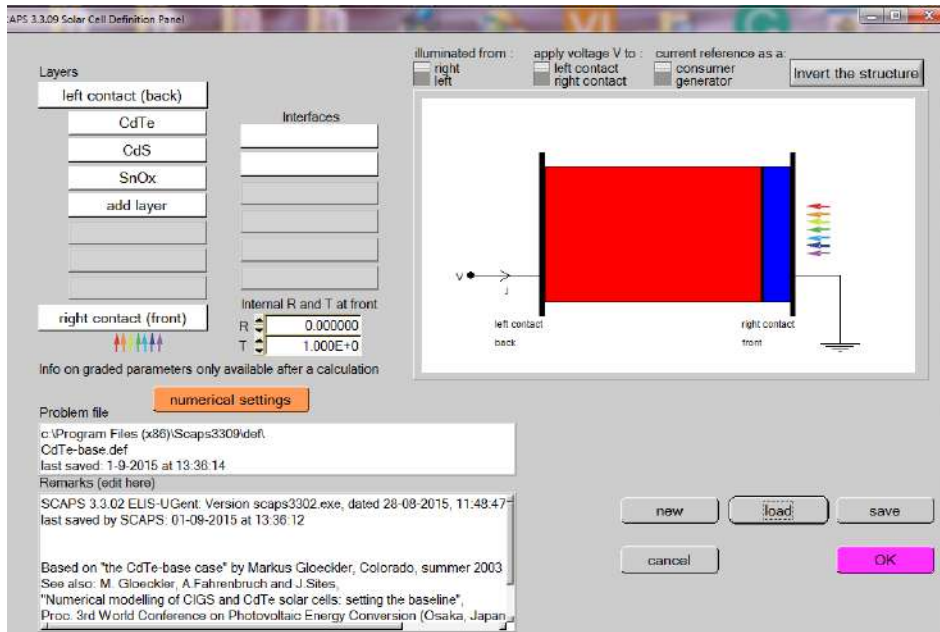 CAPS 3.3.09 Solar Cell Definition Panel
illuminated from :
right
left
apply voltage V to :
left contact
right contact
current reference as a:
consumer
generator
Invert the structure
Layers
left contact (back)
CdTe
CdS
SnOx
add layer
right contact (front)
Interfaces
Internal R and T at front
R 0.000000
T 1.000E+0
Info on graded parameters only available after a calculation
V
J
left contact
back
right contact
front
numerical settings
Problem file
c:\Program Files (x86)\Scaps3309\def\
CdTe-base.def
last saved: 1-9-2015 at 13:36:14
Remarks (edit here)
SCAPS 3.3.02 ELIS-UGent: Version scaps3302.exe, dated 28-08-2015, 11:48:47
last saved by SCAPS: 01-09-2015 at 13:36:12
Based on "the CdTe-base case" by Markus Gloeckler, Colorado, summer 2003
See also: M. Gloeckler, A.Fahrenbruch and J.Sites,
"Numerical modelling of CIGS and CdTe solar cells: setting the baseline",
Proc. 3rd World Conference on Photovoltaic Energy Conversion (Osaka, Japan
new
load
save
cancel
OK